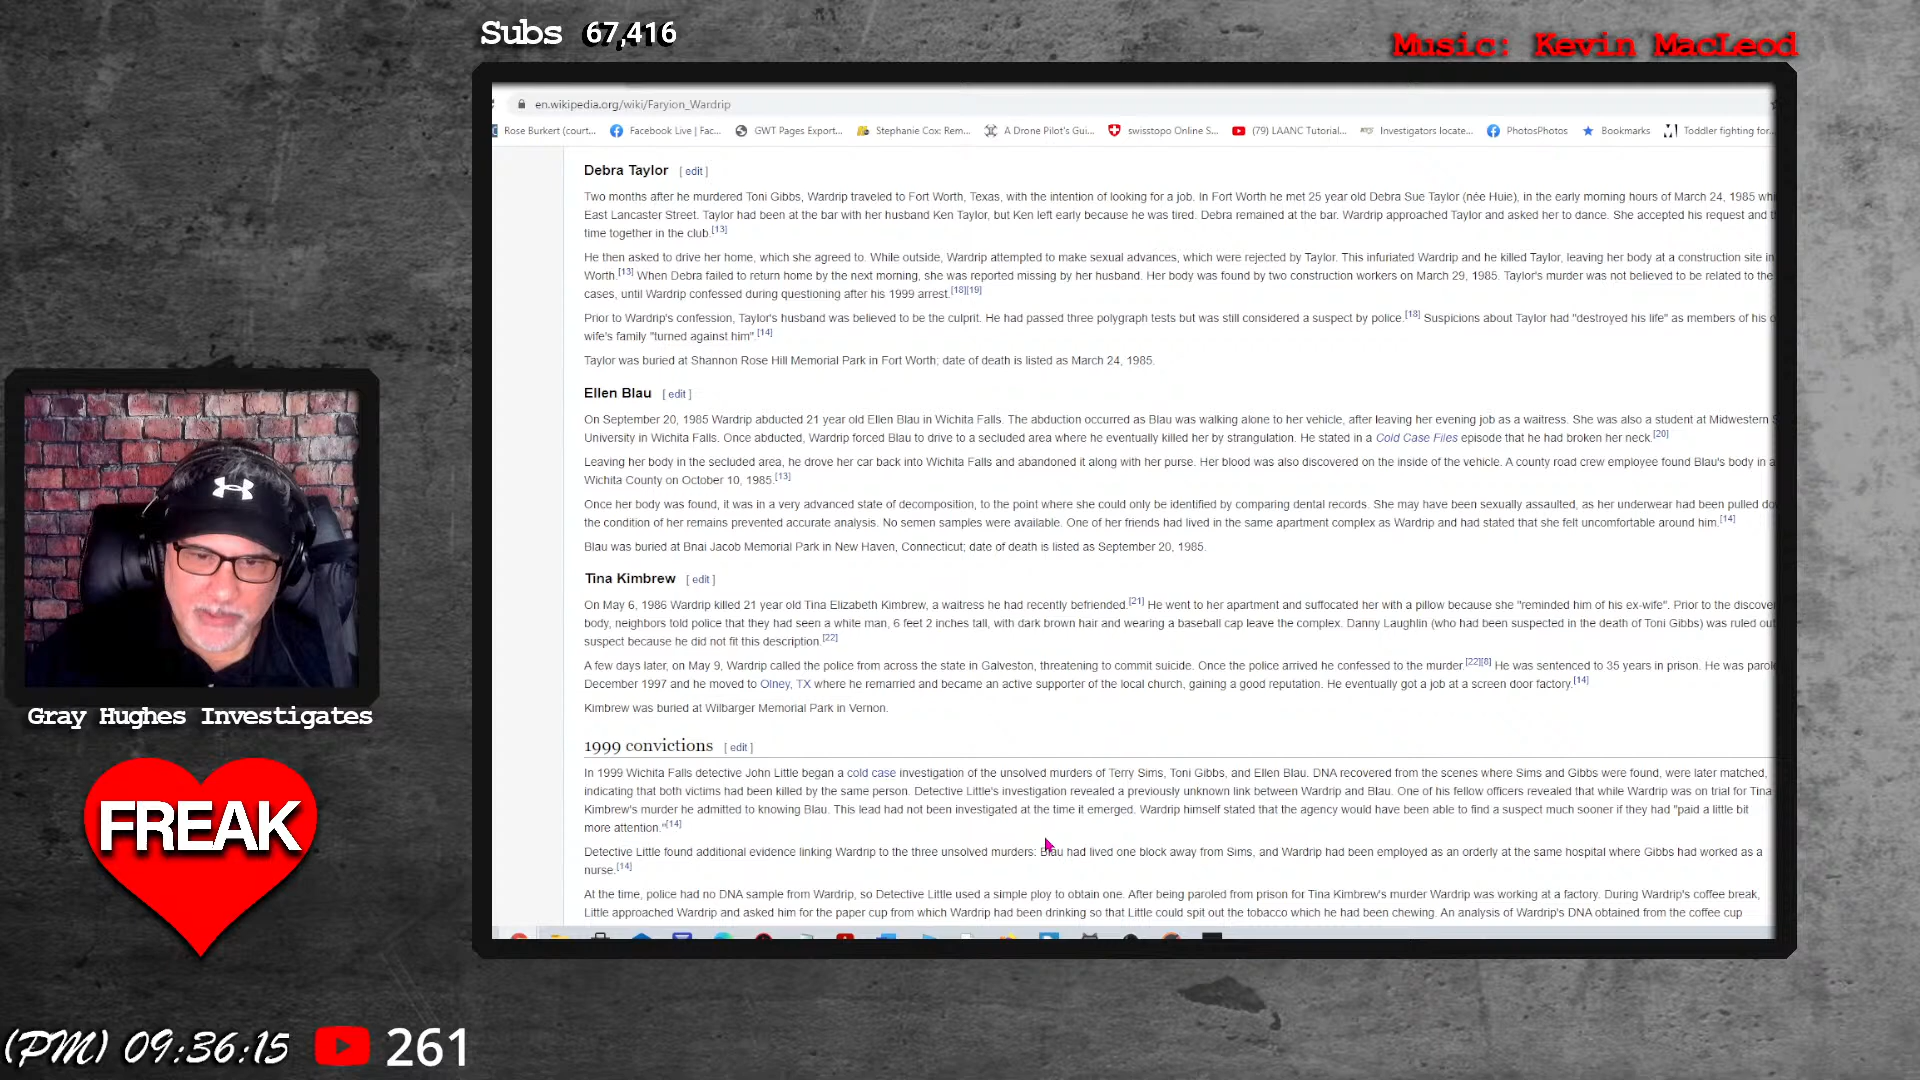 Subs 67,416
Music: Kevin MacLeod
en.wikipedia.org/wiki/Faryion_Wardrip
Rose Burkert (court... Facebook Live | Fac... GWT Pages Export... Stephanie Cox: Rem... A Drone Pilot's Gui... swisstopo Online S... (79) LAANC Tutorial... Investigators locate... PhotosPhotos Bookmarks Toddler fighting for...
Debra Taylor [ edit ]
Two months after he murdered Toni Gibbs, Wardrip traveled to Fort Worth, Texas, with the intention of looking for a job. In Fort Worth he met 25 year old Debra Sue Taylor (née Huie), in the early morning hours of March 24, 1985 wh
East Lancaster Street. Taylor had been at the bar with her husband Ken Taylor, but Ken left early because he was tired. Debra remained at the bar. Wardrip approached Taylor and asked her to dance. She accepted his request and t
time together in the club.[13]
He then asked to drive her home, which she agreed to. While outside, Wardrip attempted to make sexual advances, which were rejected by Taylor. This infuriated Wardrip and he killed Taylor, leaving her body at a construction site in
Worth.[13] When Debra failed to return home by the next morning, she was reported missing by her husband. Her body was found by two construction workers on March 29, 1985. Taylor's murder was not believed to be related to the
cases, until Wardrip confessed during questioning after his 1999 arrest.[18][19]
Prior to Wardrip's confession, Taylor's husband was believed to be the culprit. He had passed three polygraph tests but was still considered a suspect by police.[18] Suspicions about Taylor had "destroyed his life" as members of his o
wife's family "turned against him".[14]
Taylor was buried at Shannon Rose Hill Memorial Park in Fort Worth; date of death is listed as March 24, 1985.
Ellen Blau [ edit ]
On September 20, 1985 Wardrip abducted 21 year old Ellen Blau in Wichita Falls. The abduction occurred as Blau was walking alone to her vehicle, after leaving her evening job as a waitress. She was also a student at Midwestern S
University in Wichita Falls. Once abducted, Wardrip forced Blau to drive to a secluded area where he eventually killed her by strangulation. He stated in a Cold Case Files episode that he had broken her neck.[20]
Leaving her body in the secluded area, he drove her car back into Wichita Falls and abandoned it along with her purse. Her blood was also discovered on the inside of the vehicle. A county road crew employee found Blau's body in a
Wichita County on October 10, 1985.[13]
Once her body was found, it was in a very advanced state of decomposition, to the point where she could only be identified by comparing dental records. She may have been sexually assaulted, as her underwear had been pulled do
the condition of her remains prevented accurate analysis. No semen samples were available. One of her friends had lived in the same apartment complex as Wardrip and had stated that she felt uncomfortable around him.[14]
Blau was buried at Bnai Jacob Memorial Park in New Haven, Connecticut; date of death is listed as September 20, 1985.
Tina Kimbrew [ edit ]
On May 6, 1986 Wardrip killed 21 year old Tina Elizabeth Kimbrew, a waitress he had recently befriended.[21] He went to her apartment and suffocated her with a pillow because she "reminded him of his ex-wife". Prior to the discove
body, neighbors told police that they had seen a white man, 6 feet 2 inches tall, with dark brown hair and wearing a baseball cap leave the complex. Danny Laughlin (who had been suspected in the death of Toni Gibbs) was ruled out
suspect because he did not fit this description.[22]
A few days later, on May 9, Wardrip called the police from across the state in Galveston, threatening to commit suicide. Once the police arrived he confessed to the murder.[22][8] He was sentenced to 35 years in prison. He was parol
December 1997 and he moved to Olney, TX where he remarried and became an active supporter of the local church, gaining a good reputation. He eventually got a job at a screen door factory.[14]
Kimbrew was buried at Wilbarger Memorial Park in Vernon.
1999 convictions [ edit ]
In 1999 Wichita Falls detective John Little began a cold case investigation of the unsolved murders of Terry Sims, Toni Gibbs, and Ellen Blau. DNA recovered from the scenes where Sims and Gibbs were found, were later matched,
indicating that both victims had been killed by the same person. Detective Little's investigation revealed a previously unknown link between Wardrip and Blau. One of his fellow officers revealed that while Wardrip was on trial for Tina
Kimbrew's murder he admitted to knowing Blau. This lead had not been investigated at the time it emerged. Wardrip himself stated that the agency would have been able to find a suspect much sooner if they had "paid a little bit
more attention."[14]
Detective Little found additional evidence linking Wardrip to the three unsolved murders: Blau had lived one block away from Sims, and Wardrip had been employed as an orderly at the same hospital where Gibbs had worked as a
nurse.[14]
At the time, police had no DNA sample from Wardrip, so Detective Little used a simple ploy to obtain one. After being paroled from prison for Tina Kimbrew's murder Wardrip was working at a factory. During Wardrip's coffee break,
Little approached Wardrip and asked him for the paper cup from which Wardrip had been drinking so that Little could spit out the tobacco which he had been chewing. An analysis of Wardrip's DNA obtained from the coffee cup
Gray Hughes Investigates
FREAK
(PM) 09:36:15 261